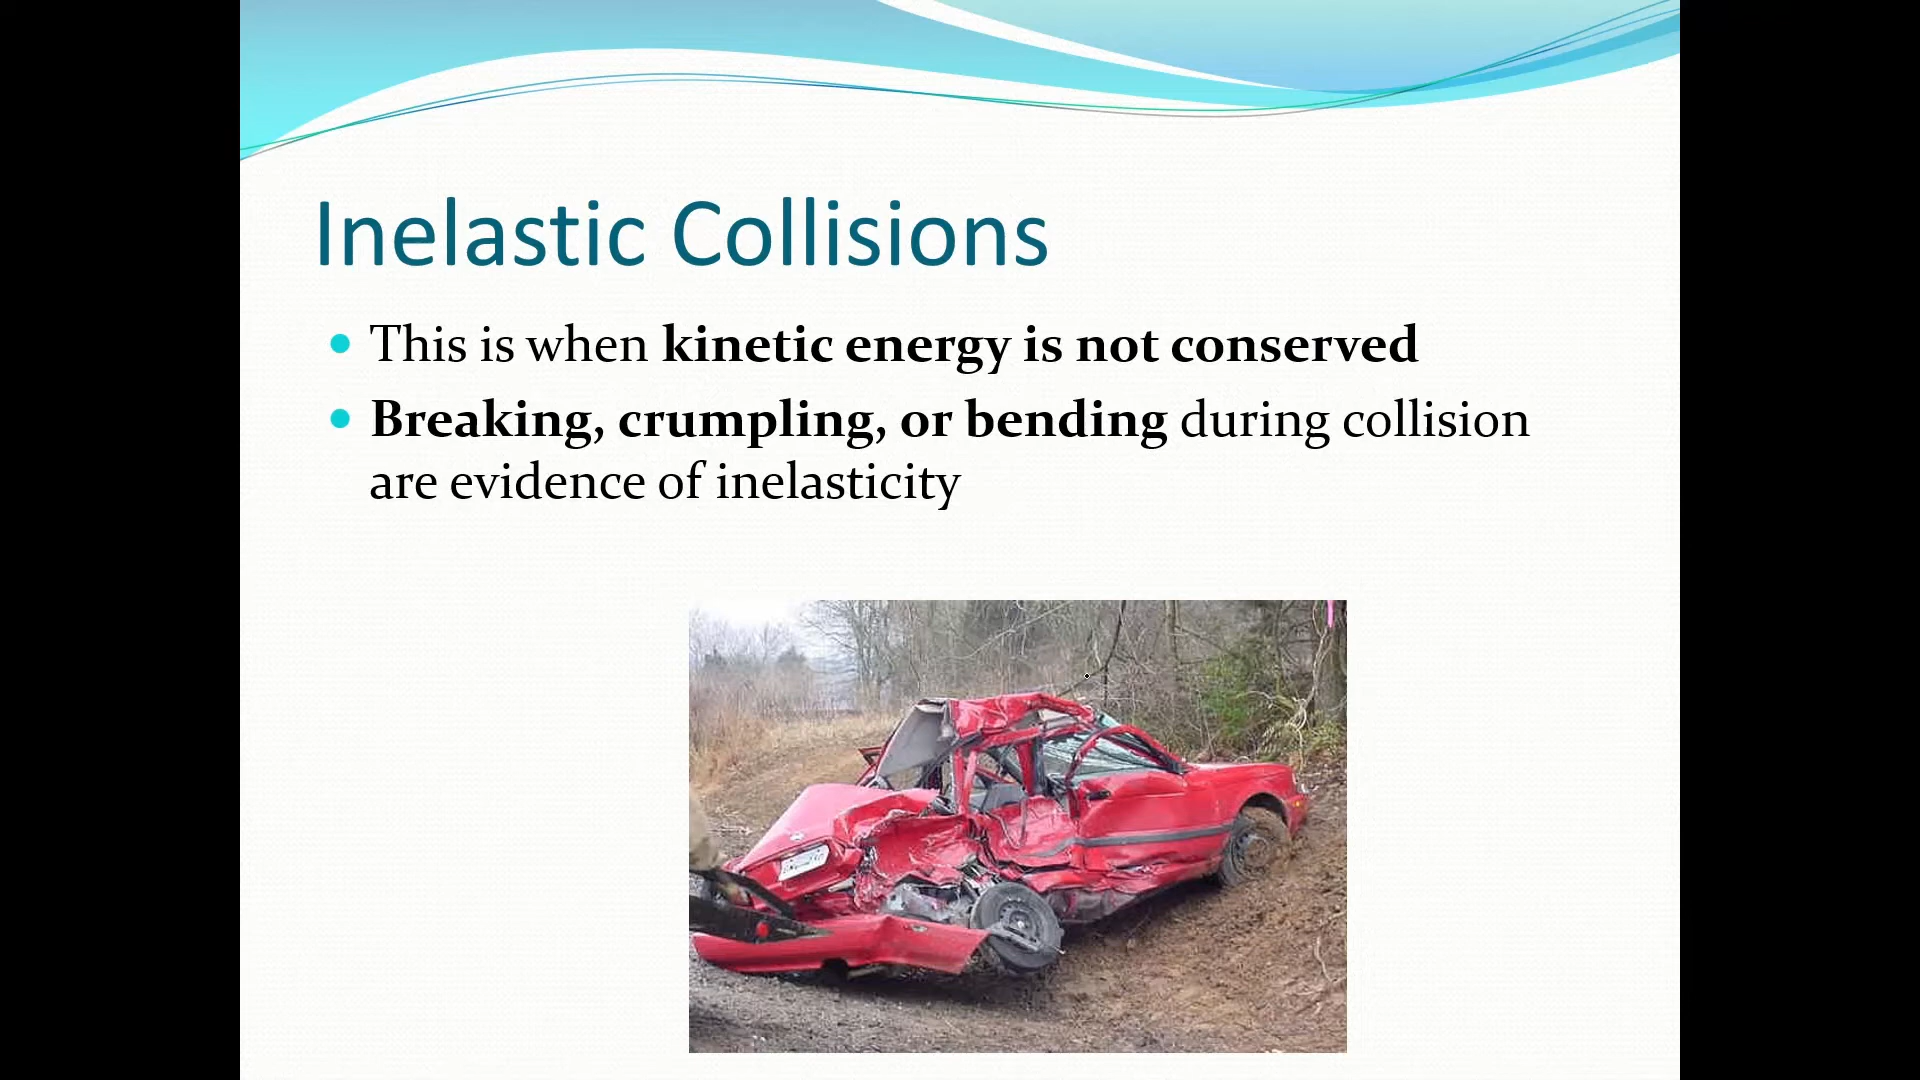 Inelastic Collisions
This is when kinetic energy is not conserved
Breaking, crumpling, or bending during collision
are evidence of inelasticity